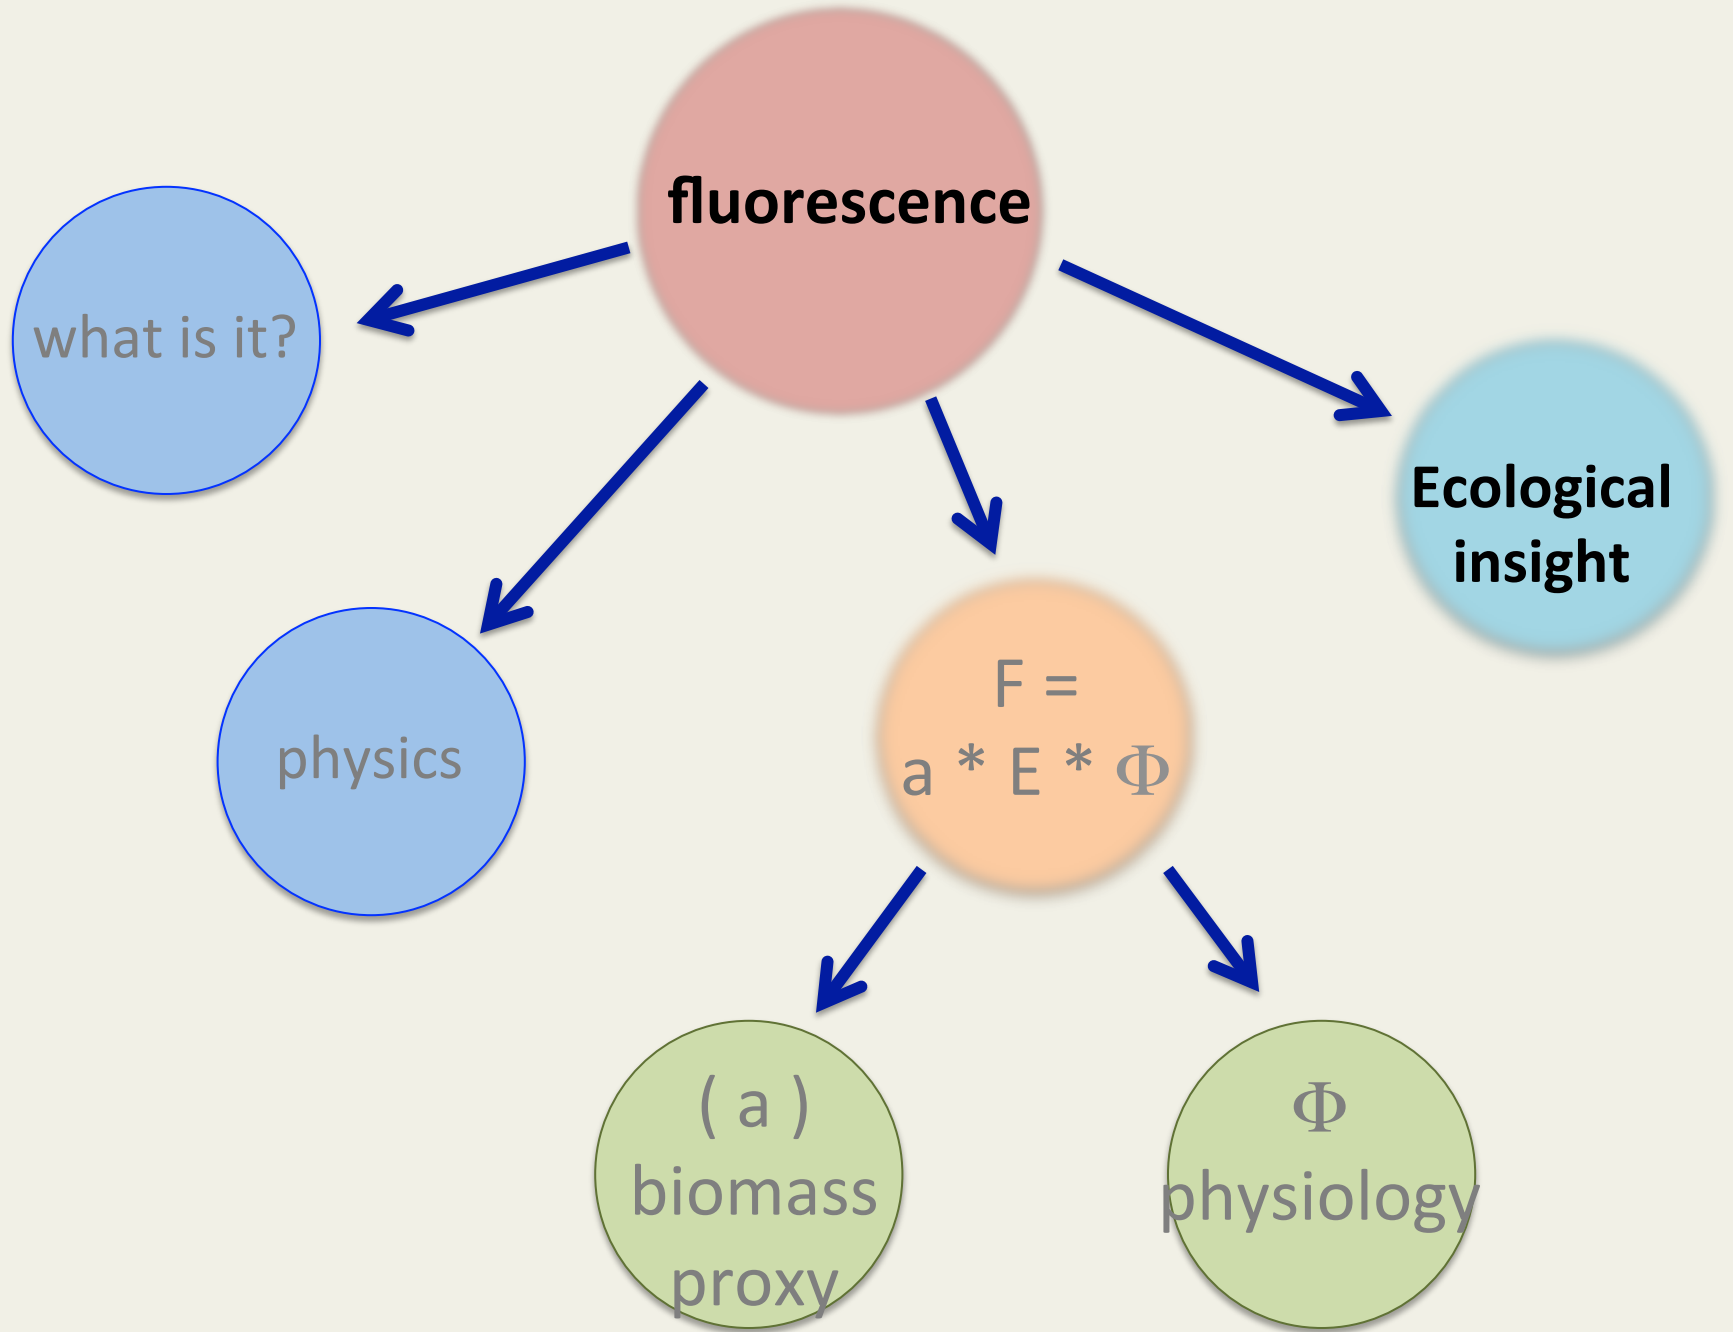 fluorescence
what is it?
Ecological
insight
physics
F =
a * E * Φ
( a )
biomass
proxy
Φ
physiology